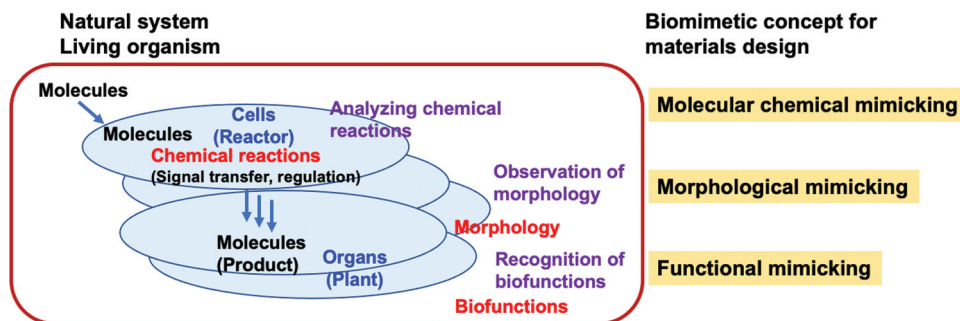 Natural system
Living organism
Biomimetic concept for
materials design
Molecules
Molecules
Cells
(Reactor)
Analyzing chemical
reactions
Chemical reactions
(Signal transfer, regulation)
Molecular chemical mimicking
Observation of
morphology
Morphological mimicking
Morphology
Molecules
(Product)
Organs
(Plant)
Recognition of
biofunctions
Functional mimicking
Biofunctions